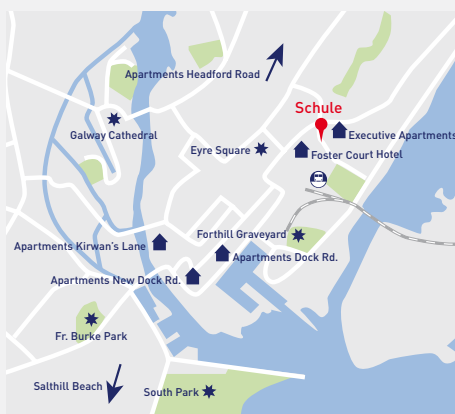 Apartments Headford Road
Schule
Galway Cathedral
Executive Apartments
Eyre Square
Foster Court Hotel
Forthill Graveyard
Apartments Kirwan's Lane
Apartments Dock Rd.
Apartments New Dock Rd.
Fr. Burke Park
Salthill Beach
South Park